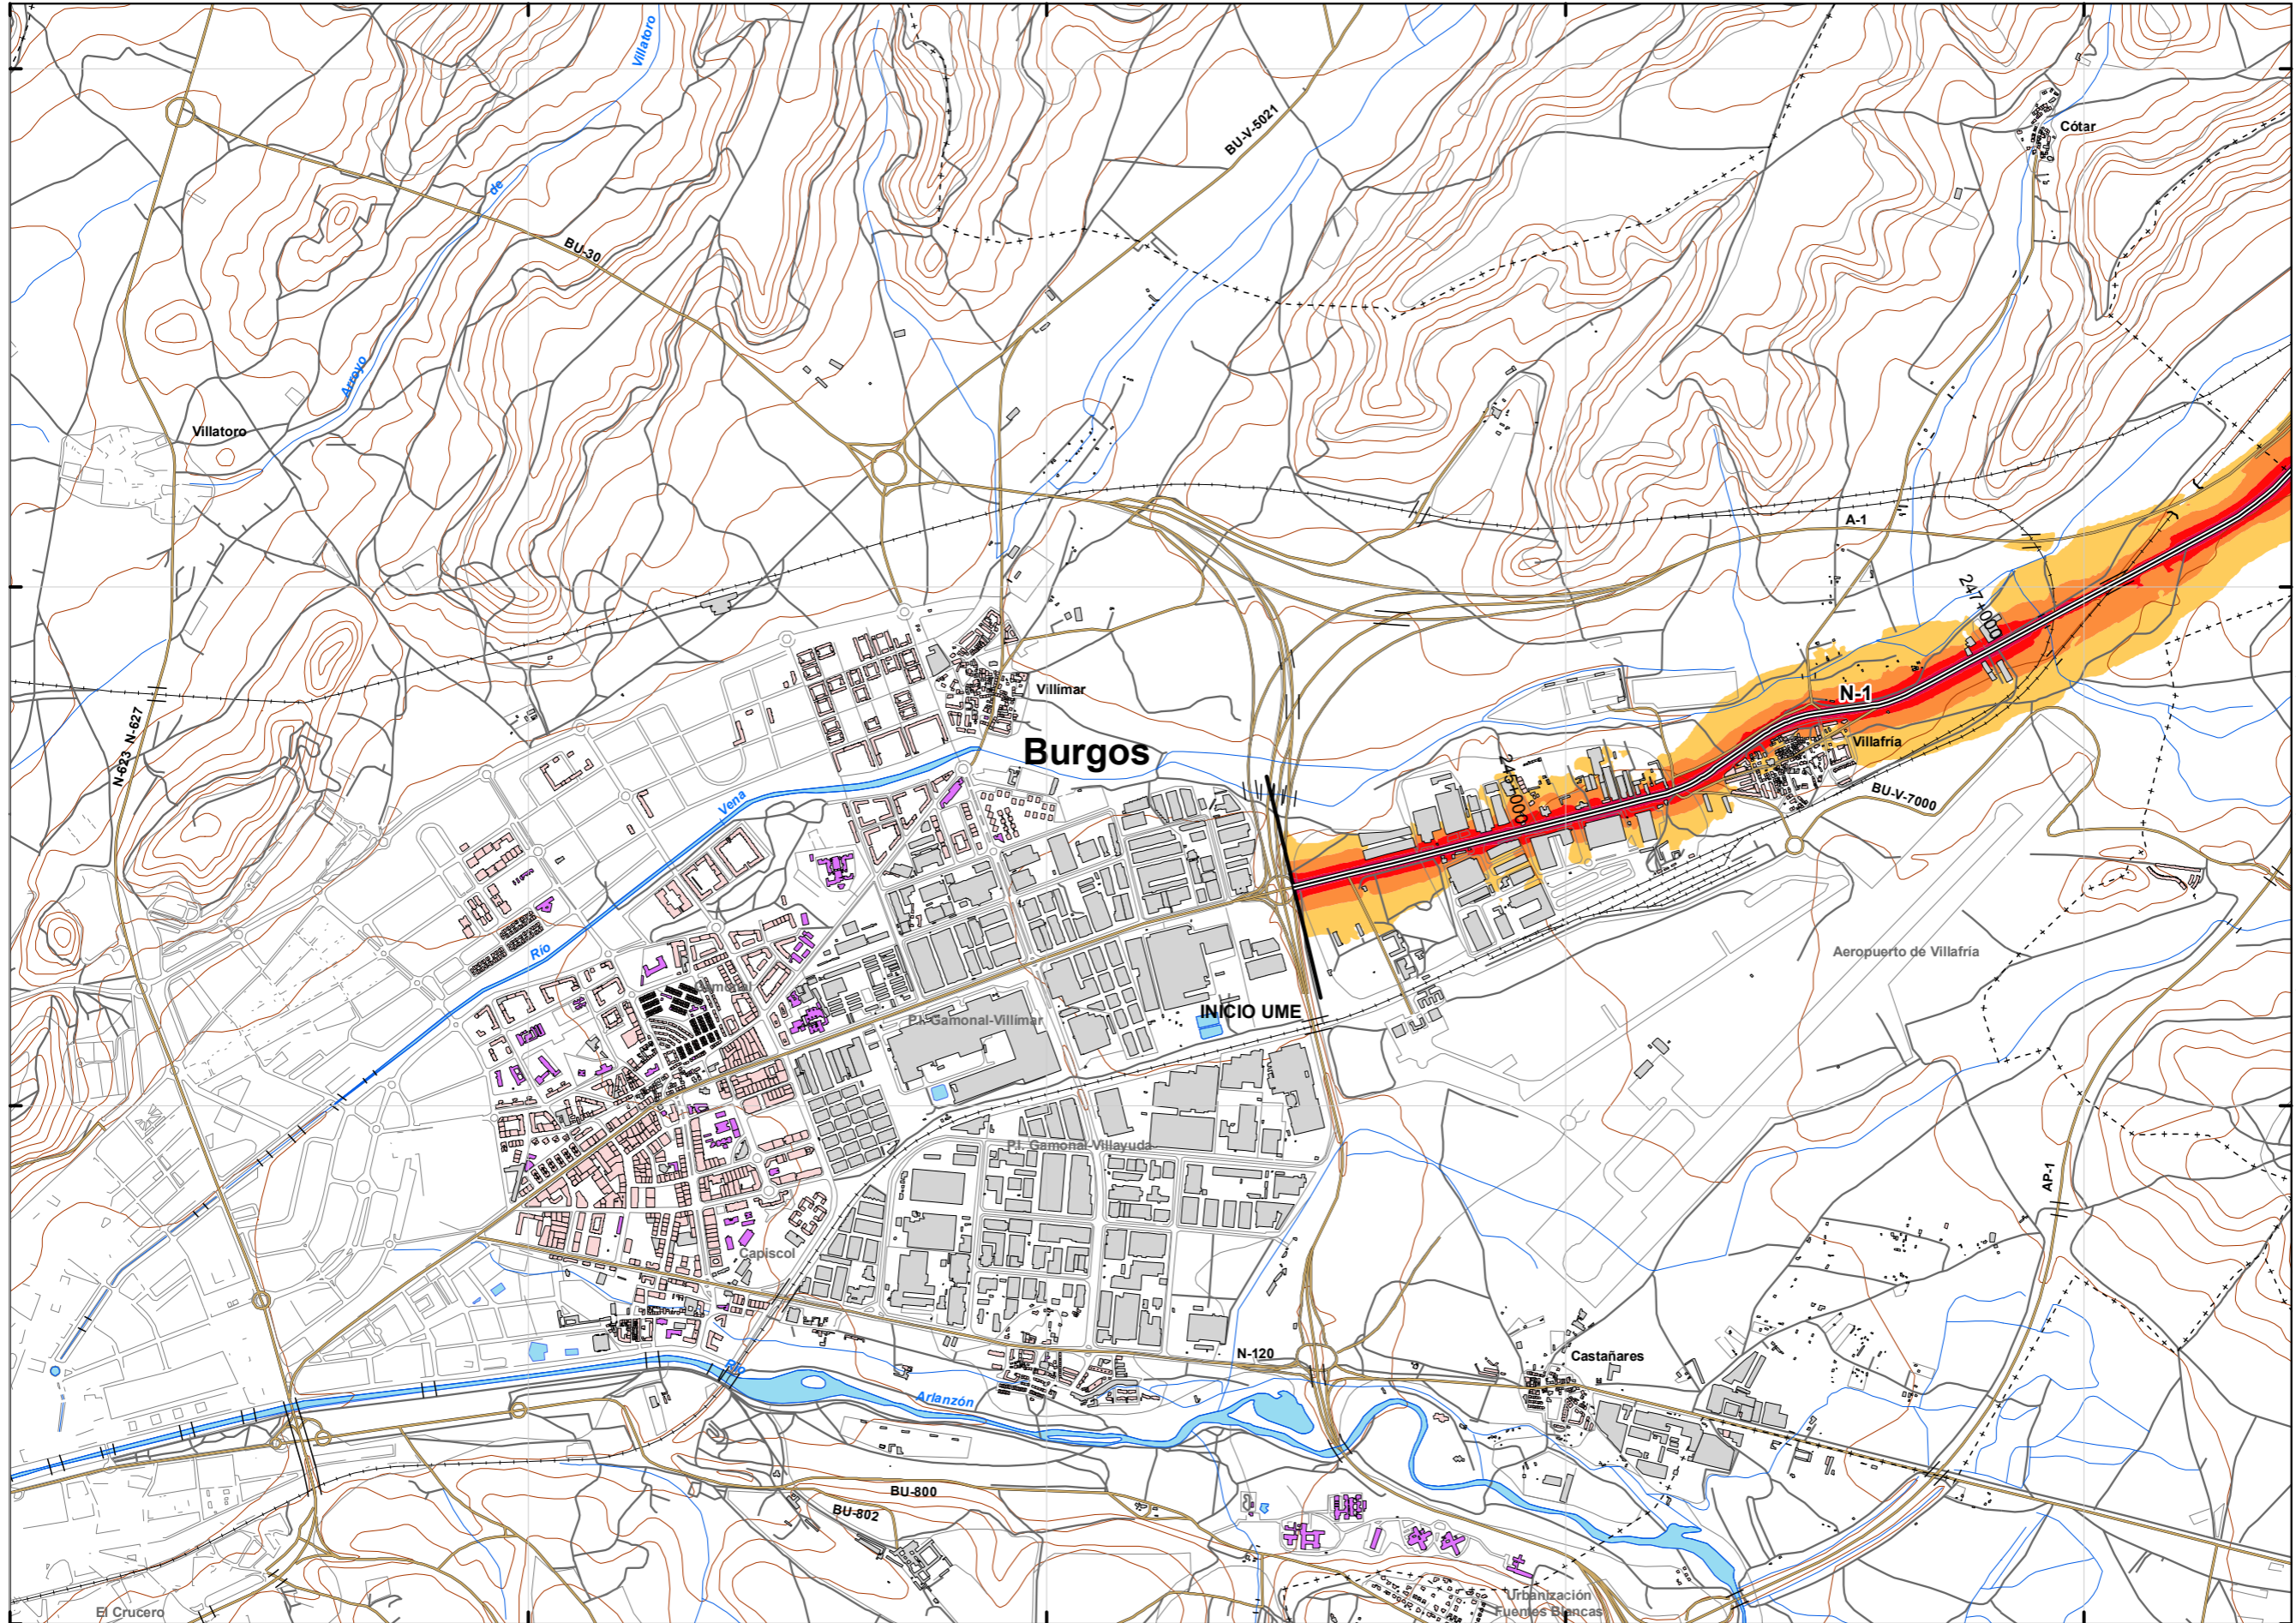 Villatoro
de
Arroyo
BU-30
BU-V-5021
Cótar
Villatoro
A-1
247+000
N-623 N-627
Villímar
N-1
Burgos
Villafría
245+000
BU-V-7000
Vena
Río
Aeropuerto de Villafría
Gamonal
INICIO UME
P.I. Gamonal-Villímar
P.I. Gamonal-Villayuda
AP-1
Capiscol
N-120
Castañares
Río
Arlanzón
BU-800
BU-802
El Crucero
Urbanización
Fuentes Blancas